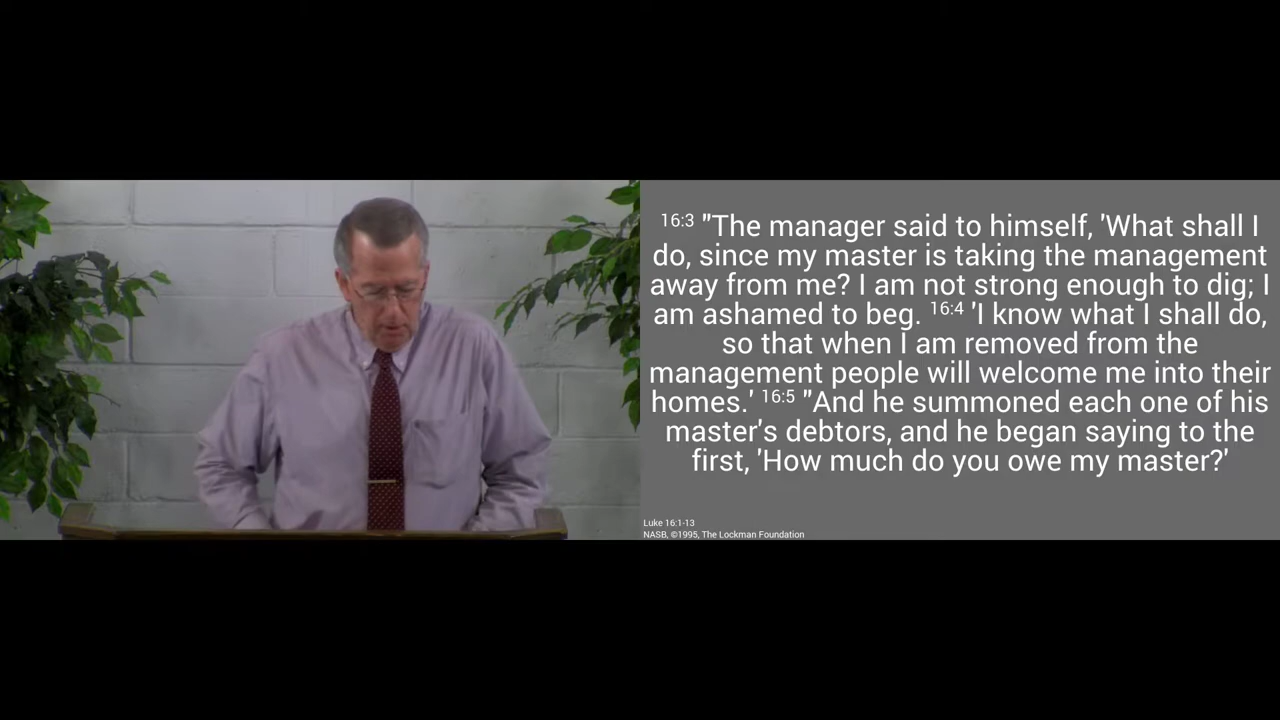 16:3 "The manager said to himself, 'What shall I
do, since my master is taking the management
away from me? I am not strong enough to dig; I
am ashamed to beg. 16:4 'I know what I shall do,
so that when I am removed from the
management people will welcome me into their
homes.' 16:5 "And he summoned each one of his
master's debtors, and he began saying to the
first, 'How much do you owe my master?'
Luke 16:1-13
NASB, ©1995, The Lockman Foundation